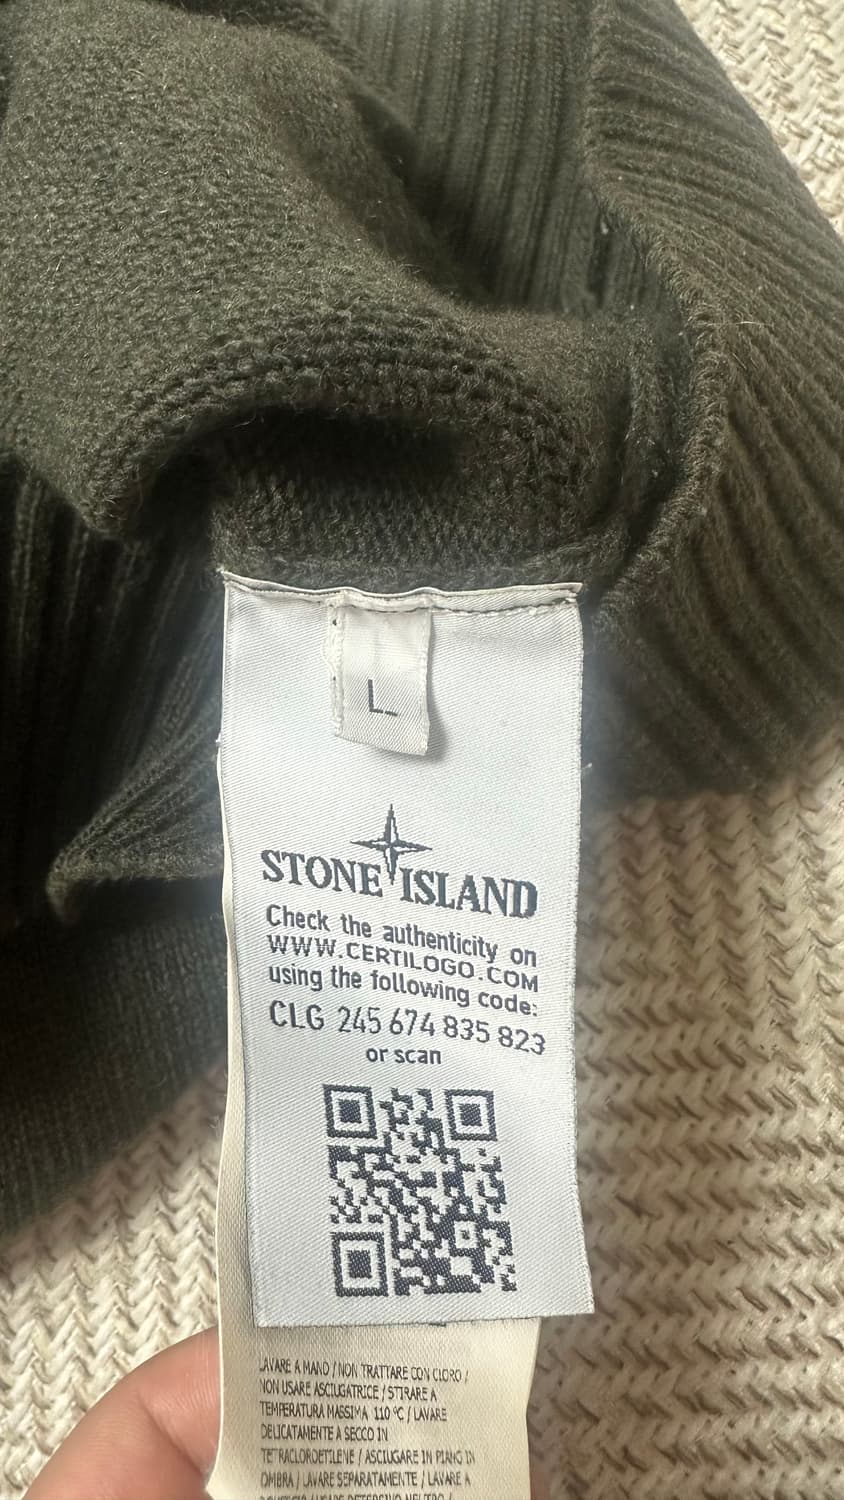 L
STONE ISLAND
Check the authenticity on
WWW.CERTILOGO.COM
using the following code:
CLG 245 674 835 823
or scan
LAVARE A MANO / NON TRATTARE CON CLORO /
NON USARE ASCIUGATRICE / STIRARE A
TEMPERATURA MASSIMA 110 °C / LAVARE
DELICATAMENTE A SECCO IN
TETRACLOROETILENE / ASCIUGARE IN PIANO IN
OMBRA / LAVARE SEPARATAMENTE / LAVARE A